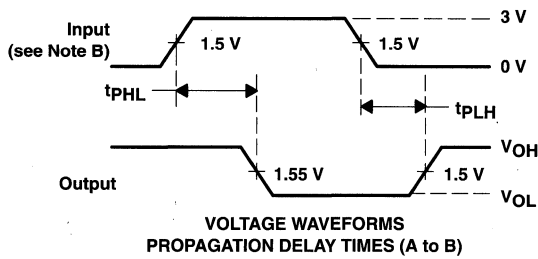 Input
(see Note B)
1.5 V
1.5 V
3 V
0 V
tPHL
tPLH
Output
1.55 V
1.5 V
VOH
VOL
VOLTAGE WAVEFORMS
PROPAGATION DELAY TIMES (A to B)